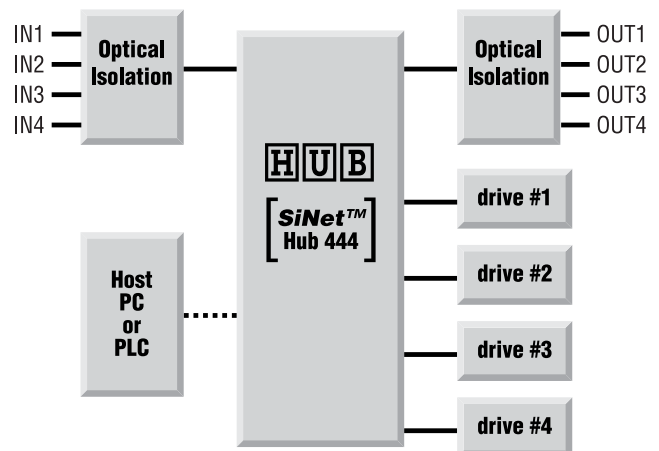 IN1
IN2
IN3
IN4
Optical
Isolation
HUB
SiNet™
Hub 444
Optical
Isolation
OUT1
OUT2
OUT3
OUT4
Host
PC
or
PLC
drive #1
drive #2
drive #3
drive #4